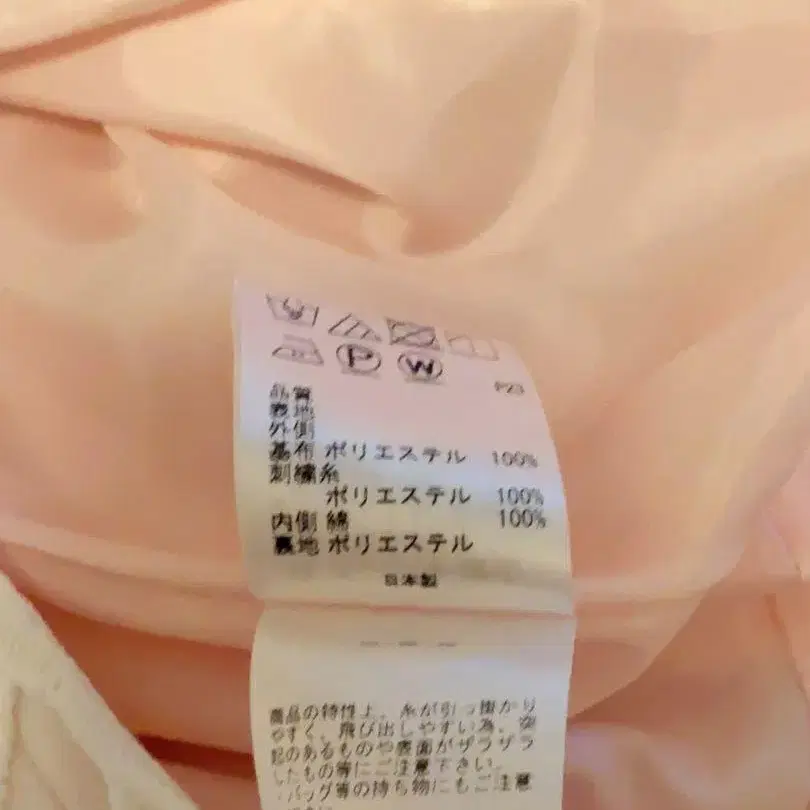 P W
P23
品質
表地
外側
基布 ポリエステル 100%
刺繍糸
ポリエステル 100%
内側 綿 100%
裏地 ポリエステル
日本製
商品の特性上、糸が引っ掛かり
やすく、飛び出しやすい為、突
起のあるものや表面がザラザラ
したもの等にご注意下さい。
バッグ等の持ち物にもご注意